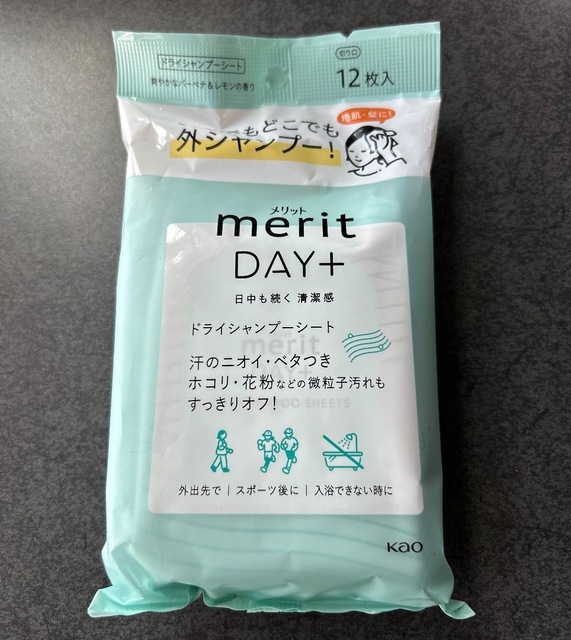 ドライシャンプーシート
爽やかなバーベナ&レモンの香り
切り口
12枚入
もどこでも
外シャンプー!
地肌・髪に!
メリット
merit
DAY+
日中も続く清潔感
ドライシャンプーシート
汗のニオイ・ベタつき
ホコリ・花粉などの微粒子汚れも
すっきりオフ!
SHEETS
外出先で | スポーツ後に | 入浴できない時に
Kao